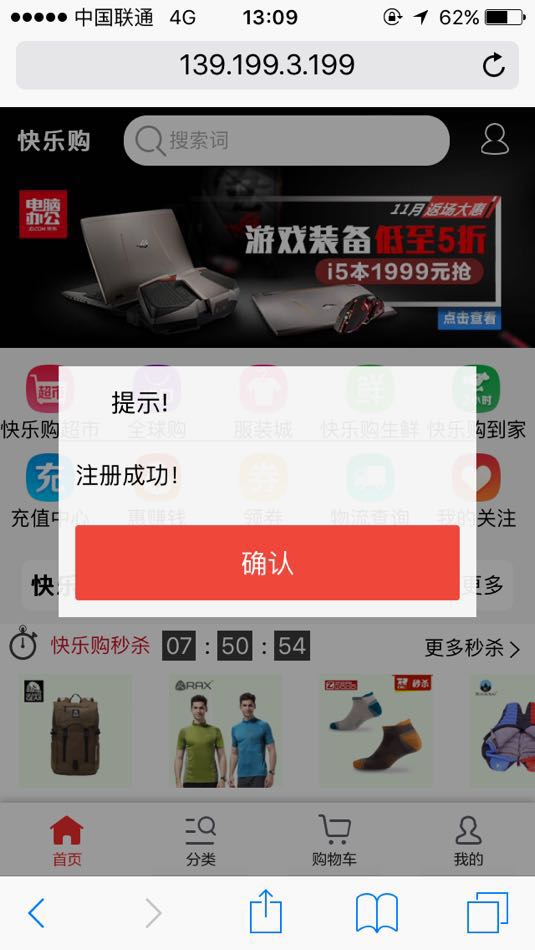 中国联通 4G 13:09 62%
139.199.3.199
快乐购 搜索词
电脑办公
JD.COM 京东
11月返场大惠
游戏装备低至5折
i5本1999元抢
点击查看
超市 鲜 小时
快乐购超市 全球购 服装城 快乐购生鲜 快乐购到家
提示!
充 券
注册成功!
充值中心 惠赚钱 领券 物流查询 我的关注
确认
快乐 更多
快乐购秒杀 07 : 50 : 54 更多秒杀
RAX 秒杀
首页 分类 购物车 我的